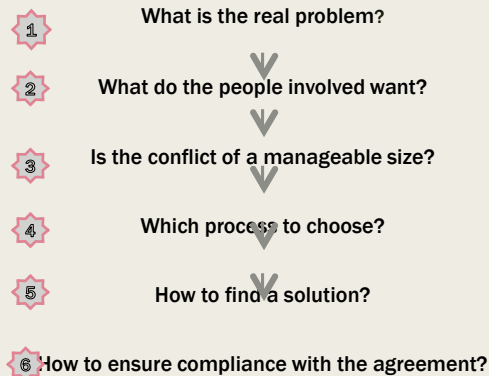 1 What is the real problem?
2 What do the people involved want?
3 Is the conflict of a manageable size?
4 Which process to choose?
5 How to find a solution?
6 How to ensure compliance with the agreement?